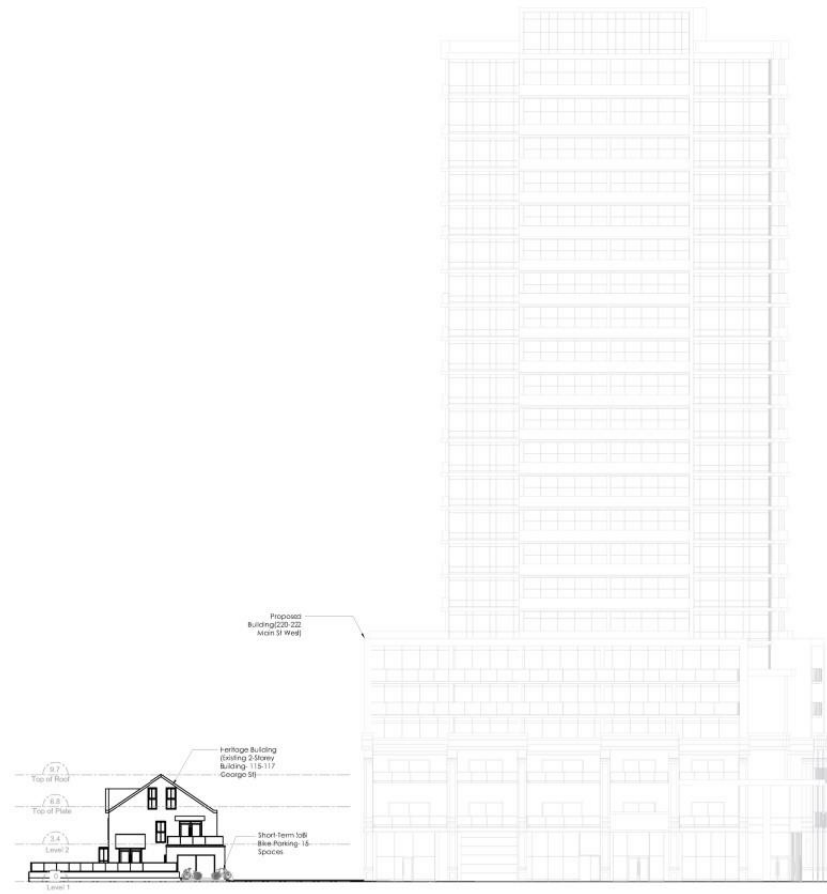 Proposed
Building(220-222
Main St West)
Heritage Building
(Existing 2-Storey
Building- 115-117
George St)
9.7
Top of Roof
6.8
Top of Plate
3.4
Level 2
Short-Term
Bike Parking- 15
Spaces
0
Level 1